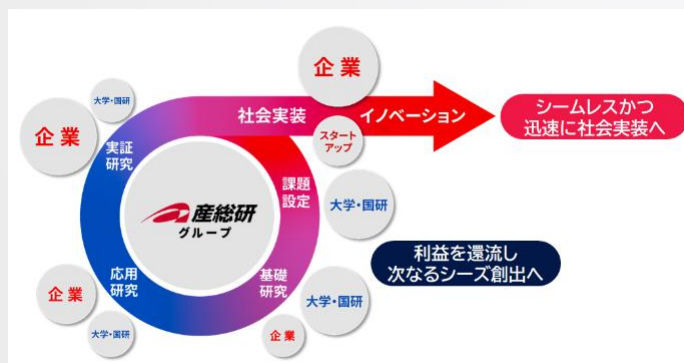 企業
大学・国研
社会実装
イノベーション
シームレスかつ
迅速に社会実装へ
企業
実証
研究
スタート
アップ
課題
設定
産総研
グループ
大学・国研
利益を還流し
次なるシーズ創出へ
応用
研究
基礎
研究
企業
大学・国研
大学・国研
企業